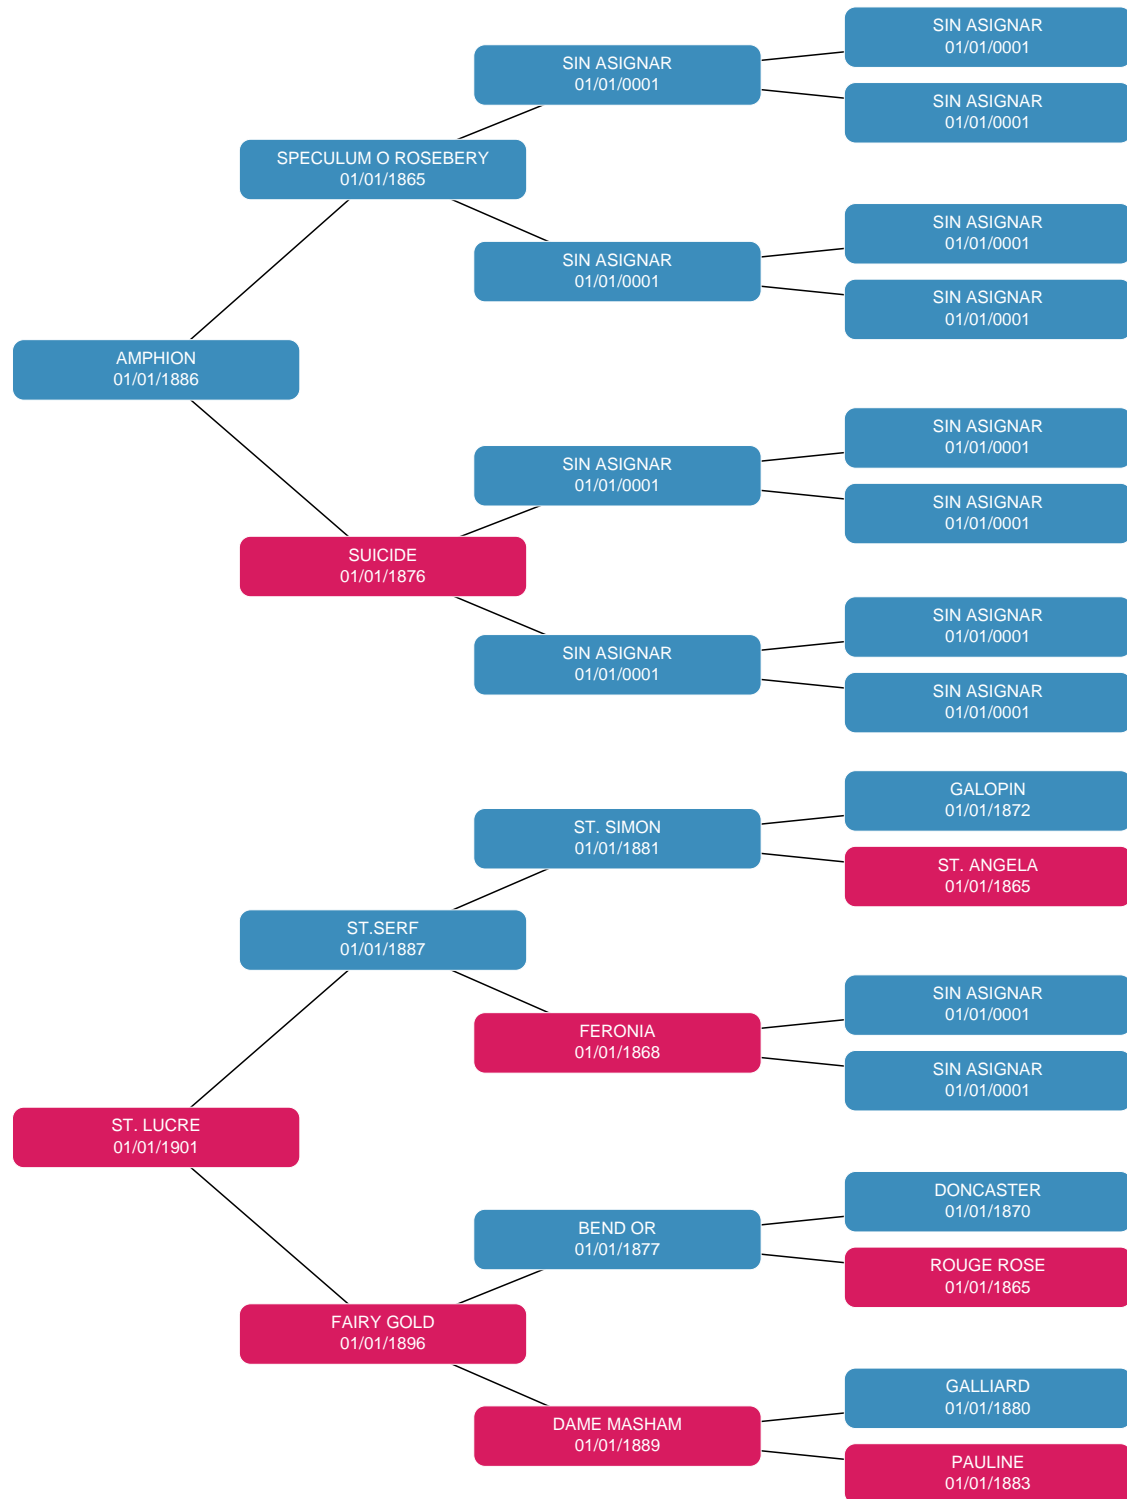 SIN ASIGNAR
01/01/0001
SIN ASIGNAR
01/01/0001
SIN ASIGNAR
01/01/0001
SPECULUM O ROSEBERY
01/01/1865
SIN ASIGNAR
01/01/0001
SIN ASIGNAR
01/01/0001
SIN ASIGNAR
01/01/0001
AMPHION
01/01/1886
SIN ASIGNAR
01/01/0001
SIN ASIGNAR
01/01/0001
SIN ASIGNAR
01/01/0001
SUICIDE
01/01/1876
SIN ASIGNAR
01/01/0001
SIN ASIGNAR
01/01/0001
SIN ASIGNAR
01/01/0001
GALOPIN
01/01/1872
ST. SIMON
01/01/1881
ST. ANGELA
01/01/1865
ST.SERF
01/01/1887
SIN ASIGNAR
01/01/0001
FERONIA
01/01/1868
SIN ASIGNAR
01/01/0001
ST. LUCRE
01/01/1901
DONCASTER
01/01/1870
BEND OR
01/01/1877
ROUGE ROSE
01/01/1865
FAIRY GOLD
01/01/1896
GALLIARD
01/01/1880
DAME MASHAM
01/01/1889
PAULINE
01/01/1883